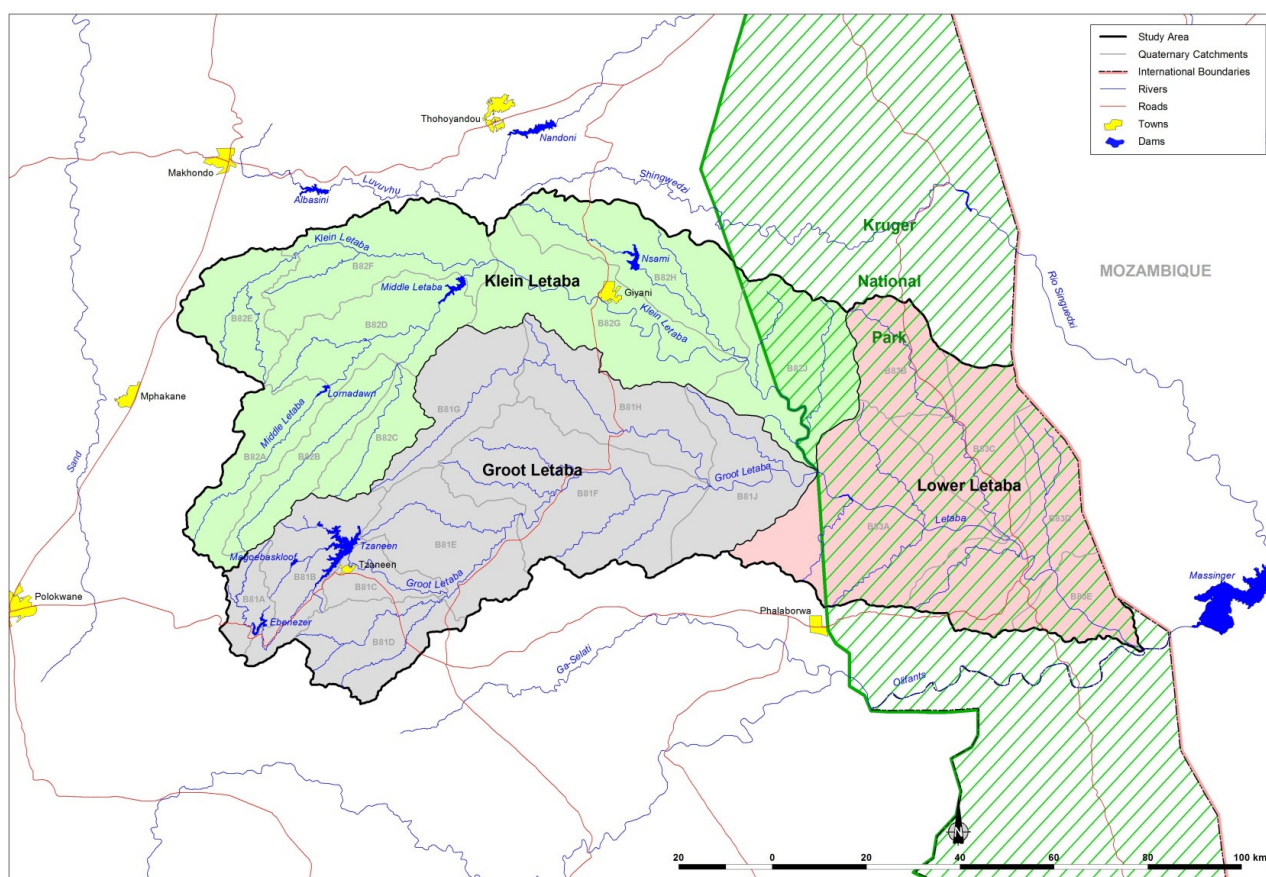 Study Area
Quaternary Catchments
International Boundaries
Rivers
Roads
Towns
Dams
Thohoyandou
Nandoni
Makhondo
Albasini
Luvuvhu
Shingwedzi
Kruger
National
Park
MOZAMBIQUE
Rio Singuedxi
Klein Letaba
B82F
Middle Letaba
Klein Letaba
Nsami
B82H
Giyani
B82E
B82D
B82G
Klein Letaba
B82J
B83B
Mphakane
Lornadawn
Middle Letaba
B82C
B81G
B81H
Sand
B82A
B82B
Groot Letaba
B81F
Groot Letaba
B81J
B83C
Lower Letaba
B83A
Letaba
B83D
Magoebaskloof
Tzaneen
Tzaneen
B81E
B81B
B81C
Groot Letaba
B81A
Polokwane
Ebenezer
B81D
Phalaborwa
B83E
Massinger
Ga-Selati
Olifants
N
20 0 20 40 60 80 100 km